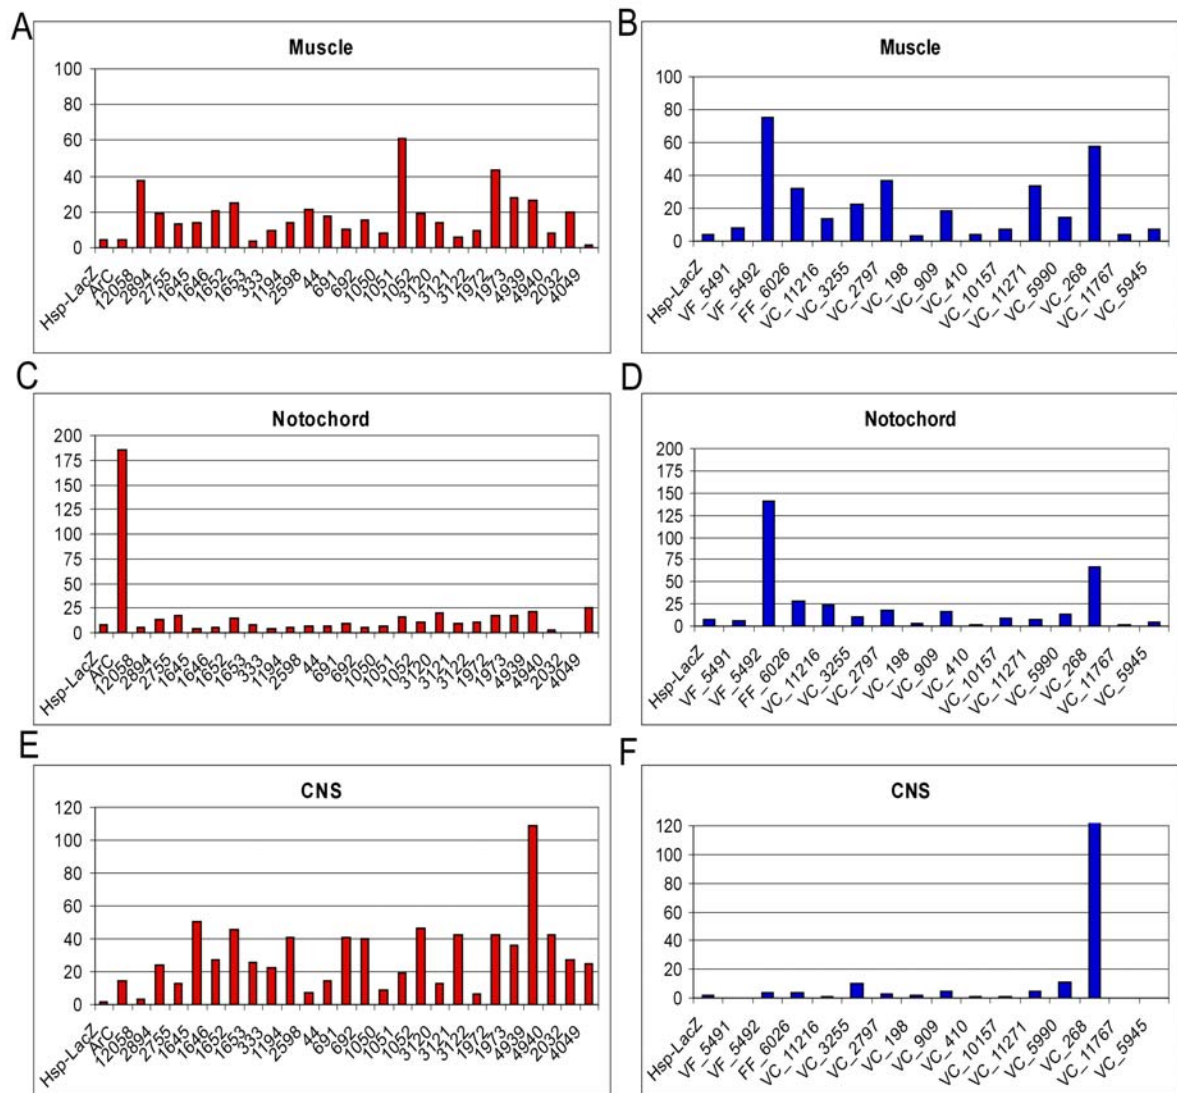 A
Muscle
100
80
60
40
20
0
Hsp-LacZ
ArC
12058
2894
2755
1645
1646
1652
1653
333
1194
2598
44
691
692
1050
1051
1052
3120
3121
3122
1972
1973
4939
4940
2032
4049
B
Muscle
100
80
60
40
20
0
Hsp-LacZ
VF_5491
VF_5492
FF_6026
VC_11216
VC_3255
VC_2797
VC_198
VC_909
VC_410
VC_10157
VC_11271
VC_5990
VC_268
VC_11767
VC_5945
C
Notochord
200
175
150
125
100
75
50
25
0
Hsp-LacZ
ArC
12058
2894
2755
1645
1646
1652
1653
333
1194
2598
44
691
692
1050
1051
1052
3120
3121
3122
1972
1973
4939
4940
2032
4049
D
Notochord
200
175
150
125
100
75
50
25
0
Hsp-LacZ
VF_5491
VF_5492
FF_6026
VC_11216
VC_3255
VC_2797
VC_198
VC_909
VC_410
VC_10157
VC_11271
VC_5990
VC_268
VC_11767
VC_5945
E
CNS
120
100
80
60
40
20
0
Hsp-LacZ
ArC
12058
2894
2755
1645
1646
1652
1653
333
1194
2598
44
691
692
1050
1051
1052
3120
3121
3122
1972
1973
4939
4940
2032
4049
F
CNS
120
100
80
60
40
20
0
Hsp-LacZ
VF_5491
VF_5492
FF_6026
VC_11216
VC_3255
VC_2797
VC_198
VC_909
VC_410
VC_10157
VC_11271
VC_5990
VC_268
VC_11767
VC_5945